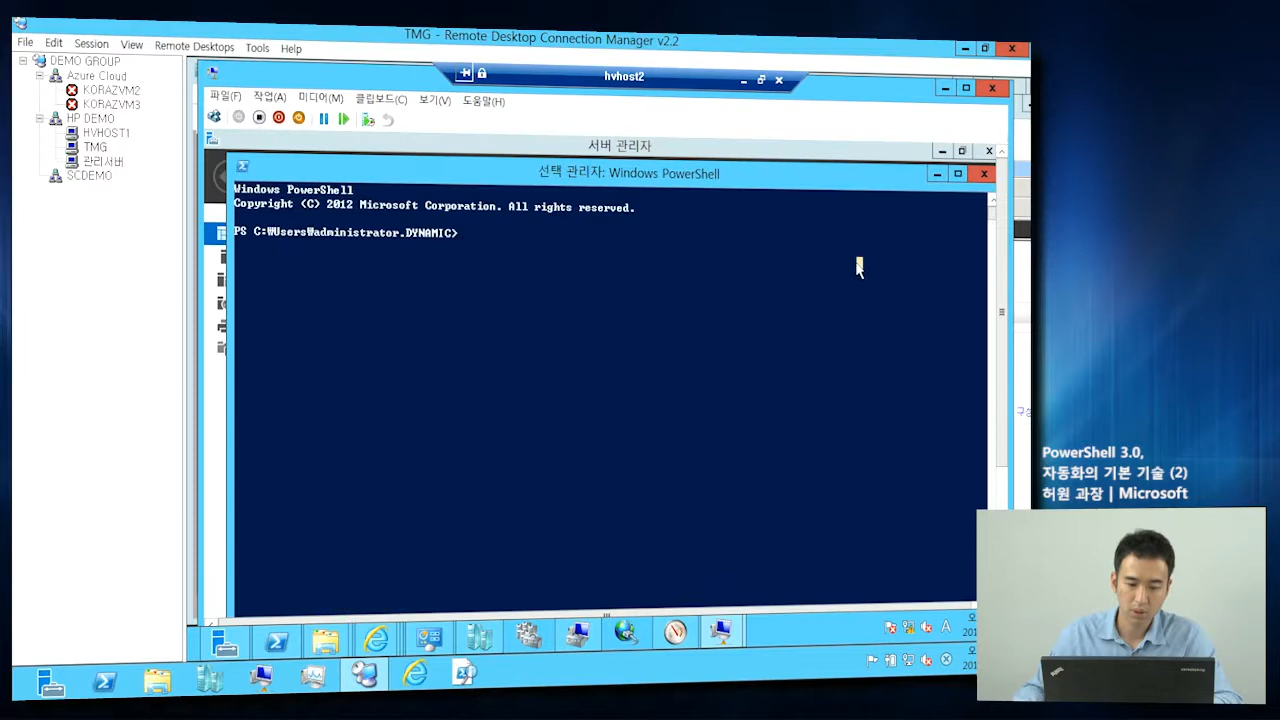 TMG - Remote Desktop Connection Manager v2.2
File Edit Session View Remote Desktops Tools Help
DEMO GROUP
Azure Cloud
KORAZVM2
KORAZVM3
HP DEMO
HVHOST1
TMG
관리서버
SCDEMO
hvhost2
파일(F) 작업(A) 미디어(M) 클립보드(C) 보기(V) 도움말(H)
서버 관리자
선택 관리자: Windows PowerShell
Windows PowerShell
Copyright (C) 2012 Microsoft Corporation. All rights reserved.
PS C:₩Users₩administrator.DYNAMIC>
PowerShell 3.0,
자동화의 기본 기술 (2)
허원 과장 | Microsoft
A